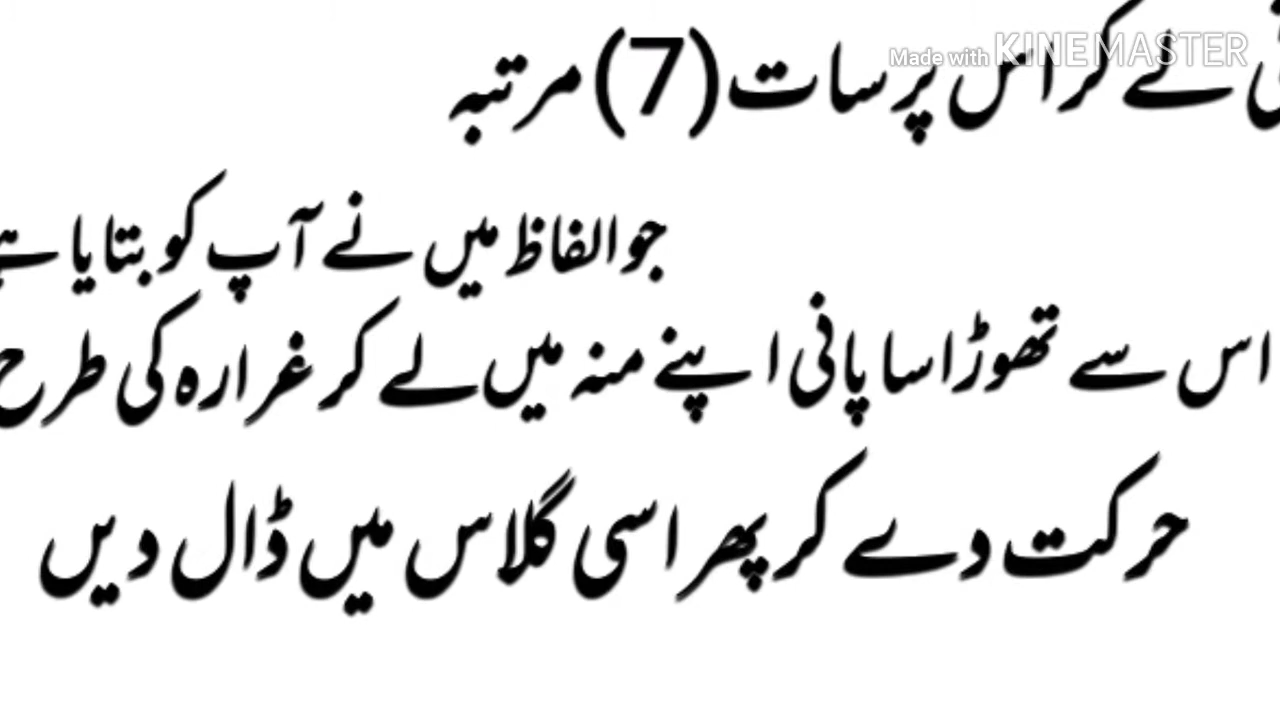 Made with KINEMASTER
لے کر اس پر سات (7) مرتبہ
جو الفاظ میں نے آپ کو بتایا ہے
اس سے تھوڑا سا پانی اپنے منہ میں لے کر غرارہ کی طرح
حرکت دے کر پھر اسی گلاس میں ڈال دیں